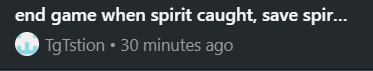 end game when spirit caught, save spir...
TgTstion • 30 minutes ago